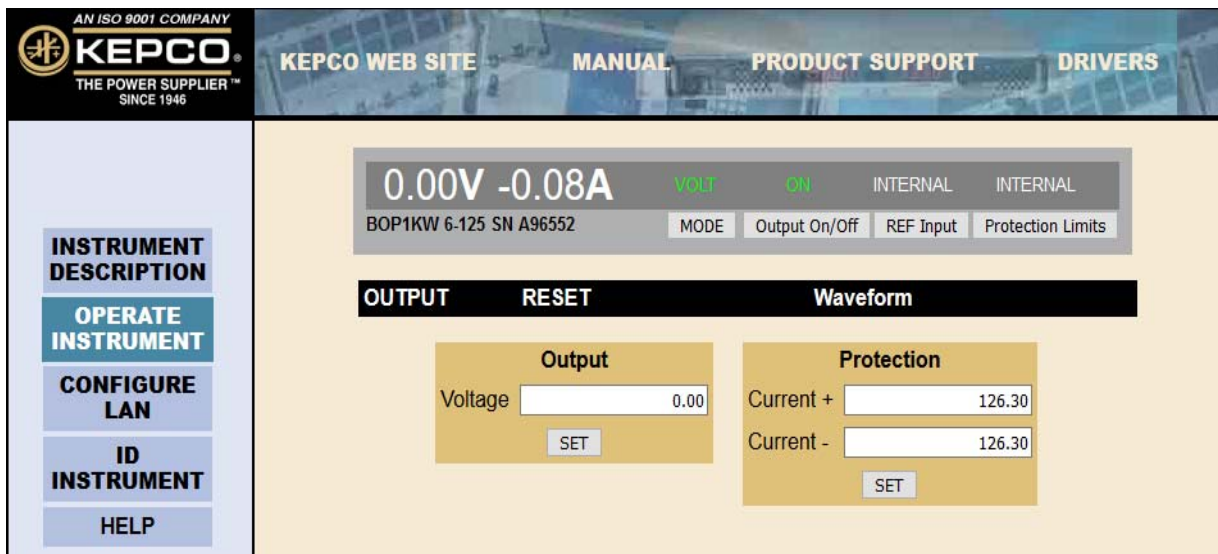 AN ISO 9001 COMPANY
KEPCO®
THE POWER SUPPLIER™
SINCE 1946
KEPCO WEB SITE MANUAL PRODUCT SUPPORT DRIVERS
INSTRUMENT
DESCRIPTION
OPERATE
INSTRUMENT
CONFIGURE
LAN
ID
INSTRUMENT
HELP
0.00V -0.08A VOLT ON INTERNAL INTERNAL
BOP1KW 6-125 SN A96552 MODE Output On/Off REF Input Protection Limits
OUTPUT RESET Waveform
Output
Voltage 0.00
SET
Protection
Current + 126.30
Current - 126.30
SET